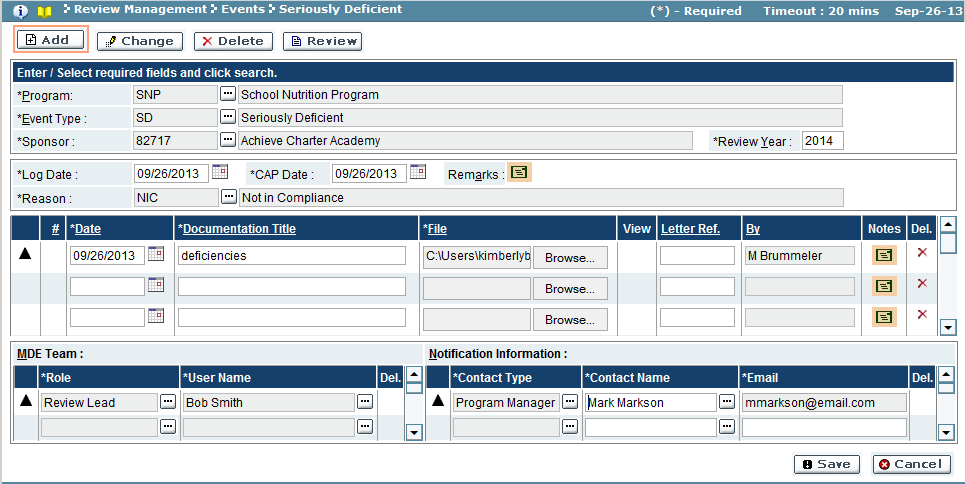 Review Management > Events > Seriously Deficient (*) - Required Timeout : 20 mins Sep-26-13
Add Change Delete Review
Enter / Select required fields and click search.
*Program: SNP School Nutrition Program
*Event Type : SD Seriously Deficient
*Sponsor : 82717 Achieve Charter Academy *Review Year : 2014
*Log Date : 09/26/2013 *CAP Date : 09/26/2013 Remarks :
*Reason : NIC Not in Compliance
# *Date *Documentation Title *File View Letter Ref. By Notes Del.
09/26/2013 deficiencies C:\Users\kimberlyb Browse... M Brummeler
Browse...
Browse...
MDE Team : Notification Information :
*Role *User Name Del. *Contact Type *Contact Name *Email Del.
Review Lead Bob Smith Program Manager Mark Markson mmarkson@email.com
Save Cancel